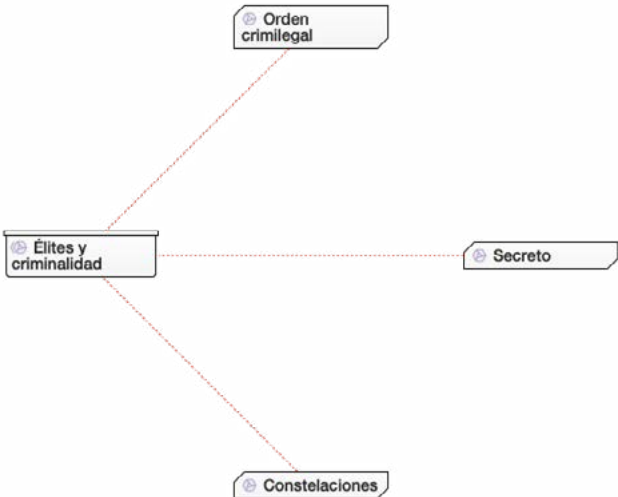 Orden
crimilegal
Élites y
criminalidad
Secreto
Constelaciones